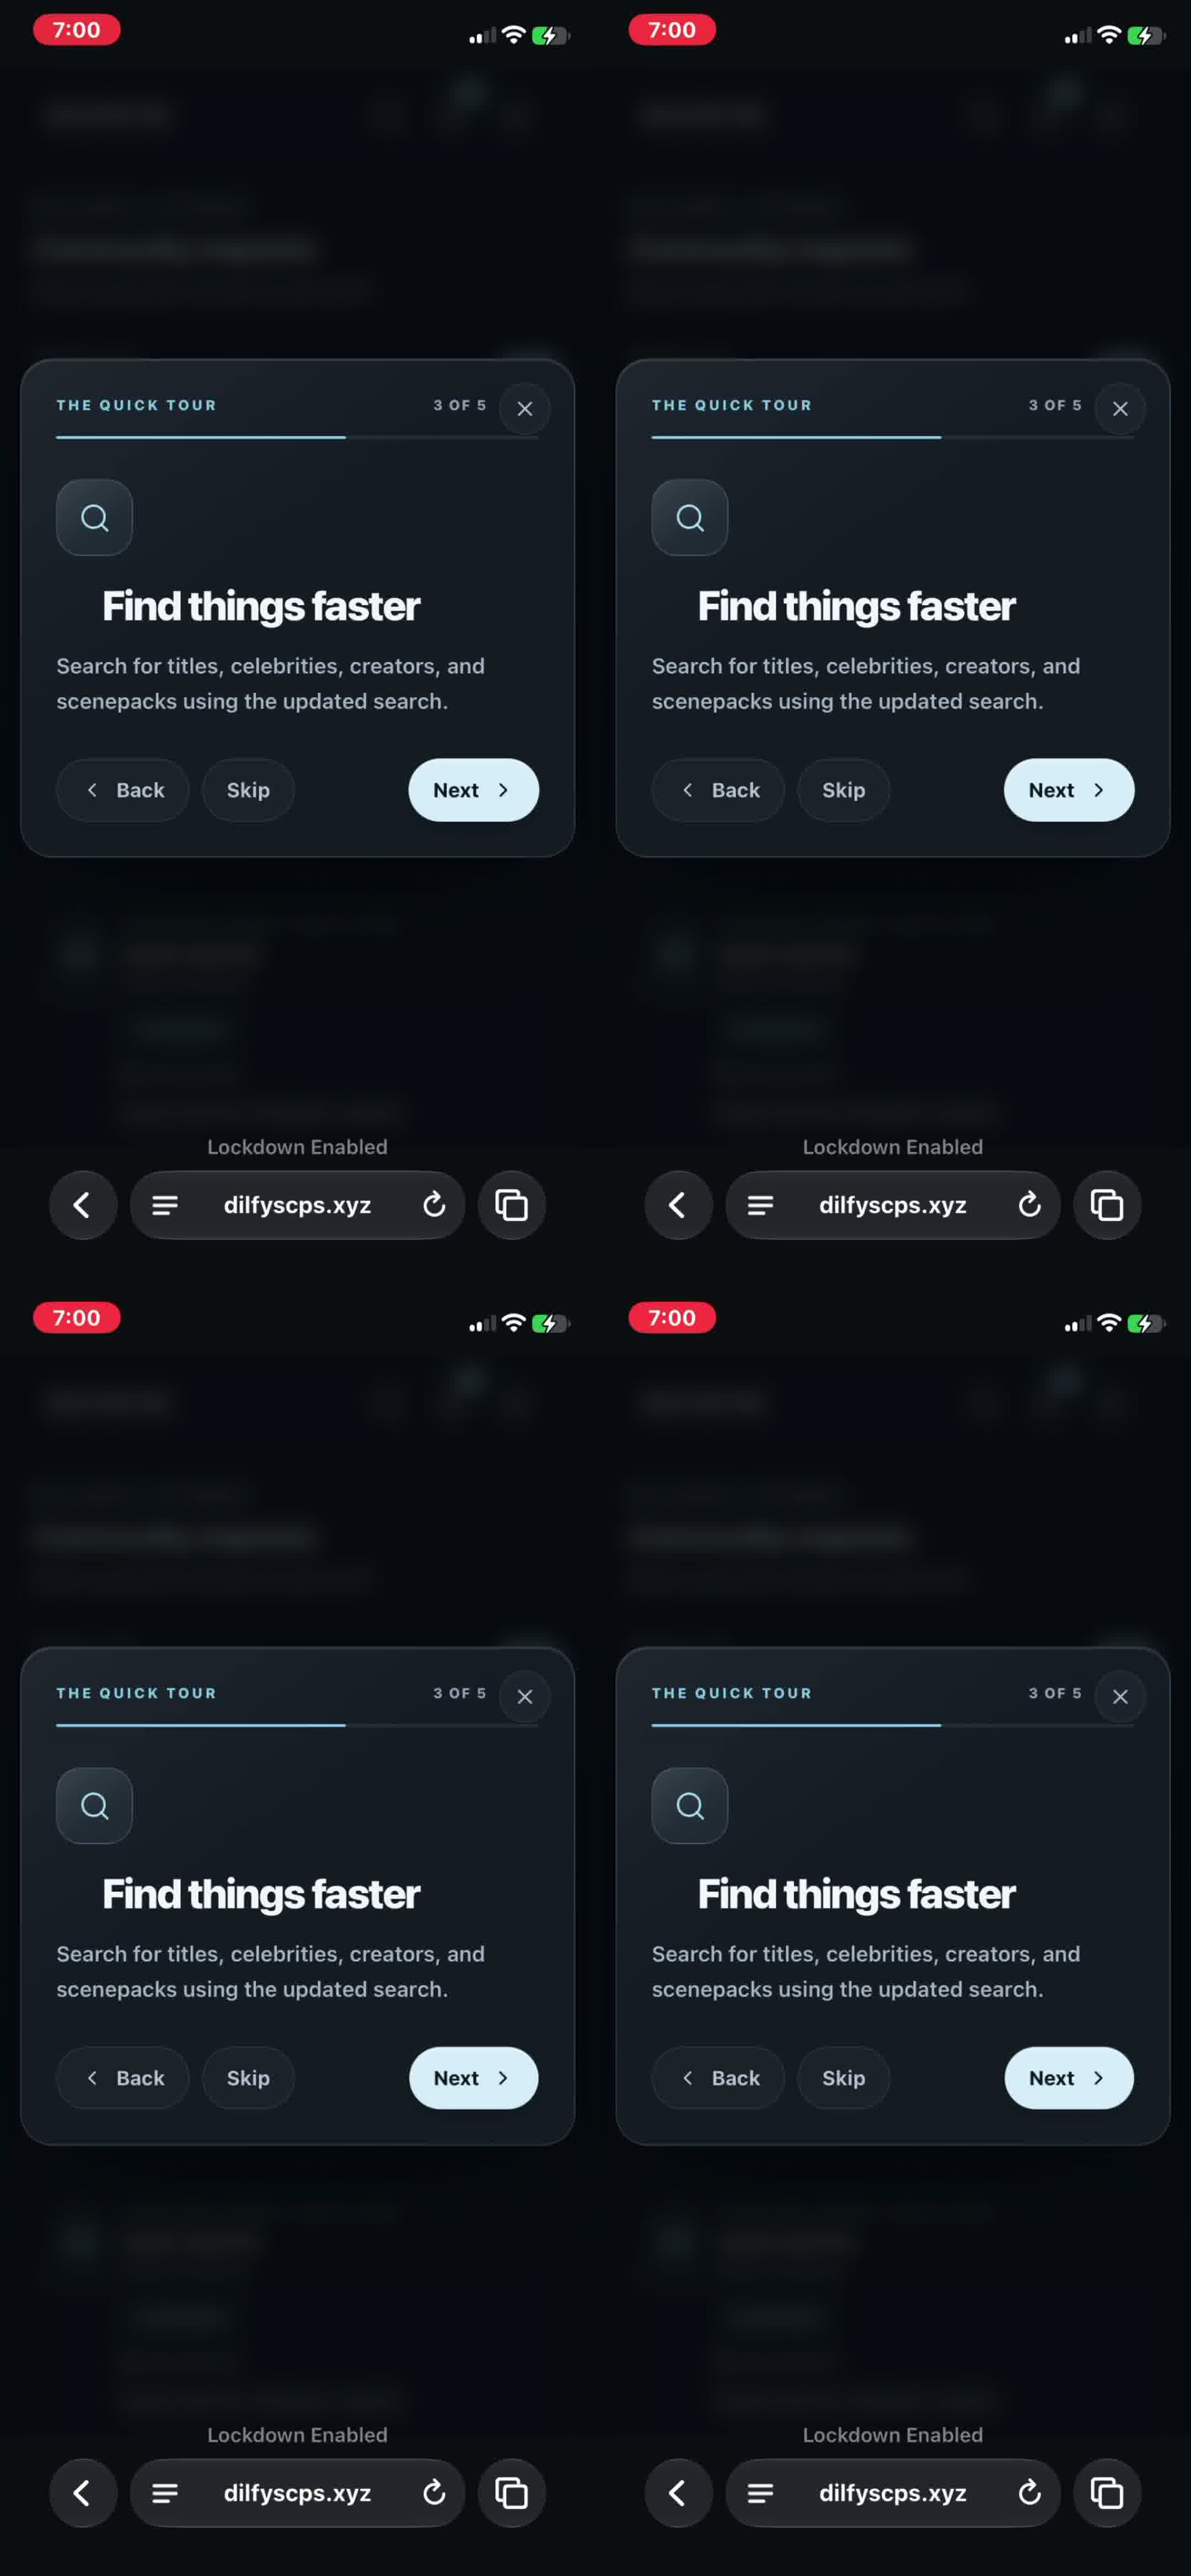 7:00
THE QUICK TOUR
3 OF 5
Find things faster
Search for titles, celebrities, creators, and
scenepacks using the updated search.
Back
Skip
Next
Lockdown Enabled
dilfyscps.xyz
7:00
THE QUICK TOUR
3 OF 5
Find things faster
Search for titles, celebrities, creators, and
scenepacks using the updated search.
Back
Skip
Next
Lockdown Enabled
dilfyscps.xyz
7:00
THE QUICK TOUR
3 OF 5
Find things faster
Search for titles, celebrities, creators, and
scenepacks using the updated search.
Back
Skip
Next
Lockdown Enabled
dilfyscps.xyz
7:00
THE QUICK TOUR
3 OF 5
Find things faster
Search for titles, celebrities, creators, and
scenepacks using the updated search.
Back
Skip
Next
Lockdown Enabled
dilfyscps.xyz